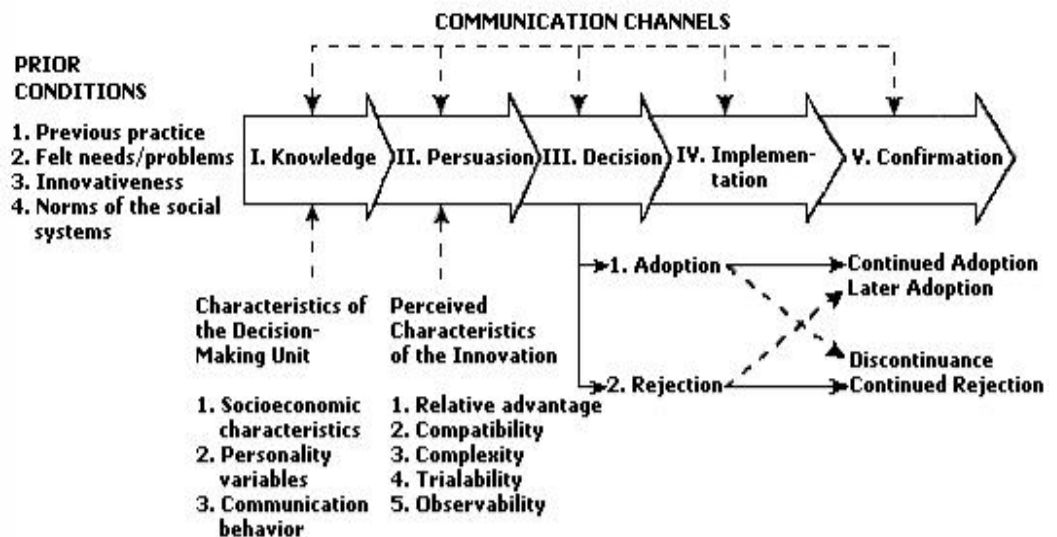 COMMUNICATION CHANNELS
PRIOR
CONDITIONS
1. Previous practice
2. Felt needs/problems
3. Innovativeness
4. Norms of the social
systems
I. Knowledge
II. Persuasion
III. Decision
IV. Implemen-
tation
V. Confirmation
1. Adoption
Continued Adoption
Later Adoption
Discontinuance
2. Rejection
Continued Rejection
Characteristics of
the Decision-
Making Unit
1. Socioeconomic
characteristics
2. Personality
variables
3. Communication
behavior
Perceived
Characteristics
of the Innovation
1. Relative advantage
2. Compatibility
3. Complexity
4. Trialability
5. Observability